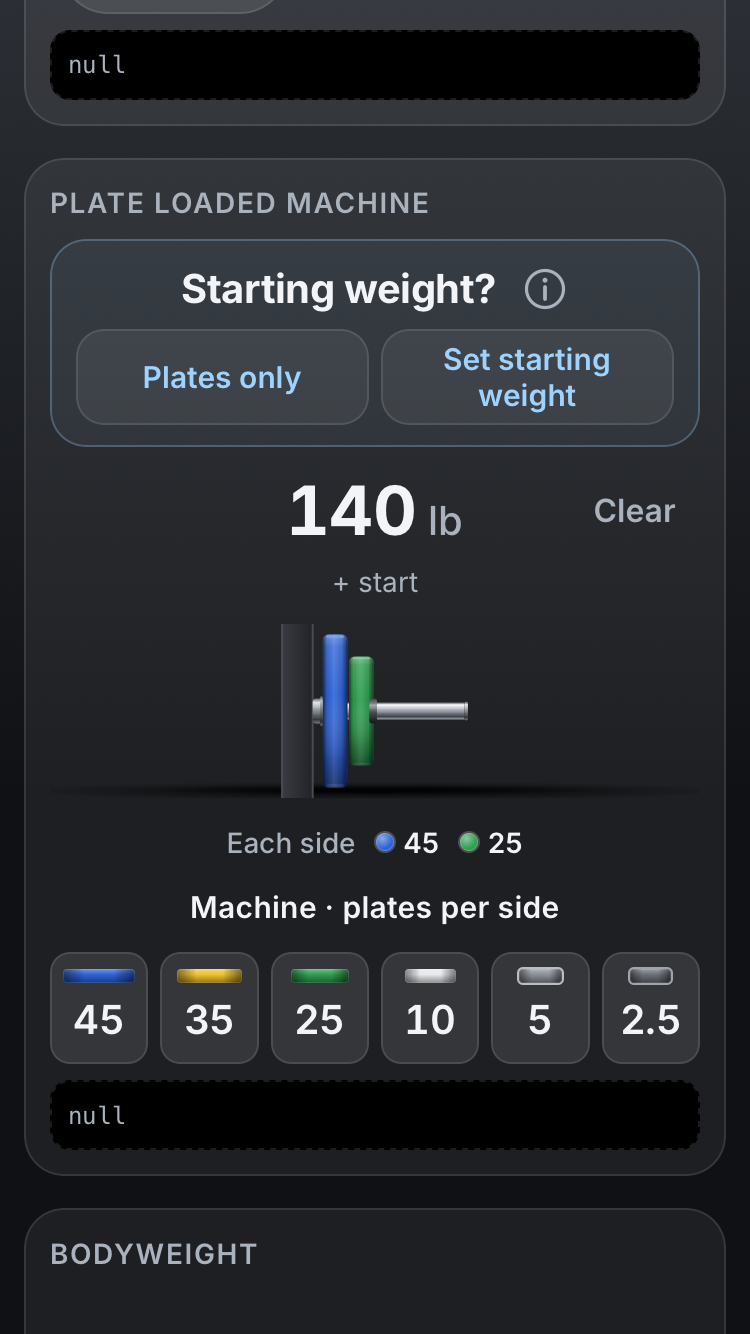 null
PLATE LOADED MACHINE
Starting weight?
Plates only
Set starting
weight
140 lb
Clear
+ start
Each side 45 25
Machine · plates per side
45 35 25 10 5 2.5
null
BODYWEIGHT